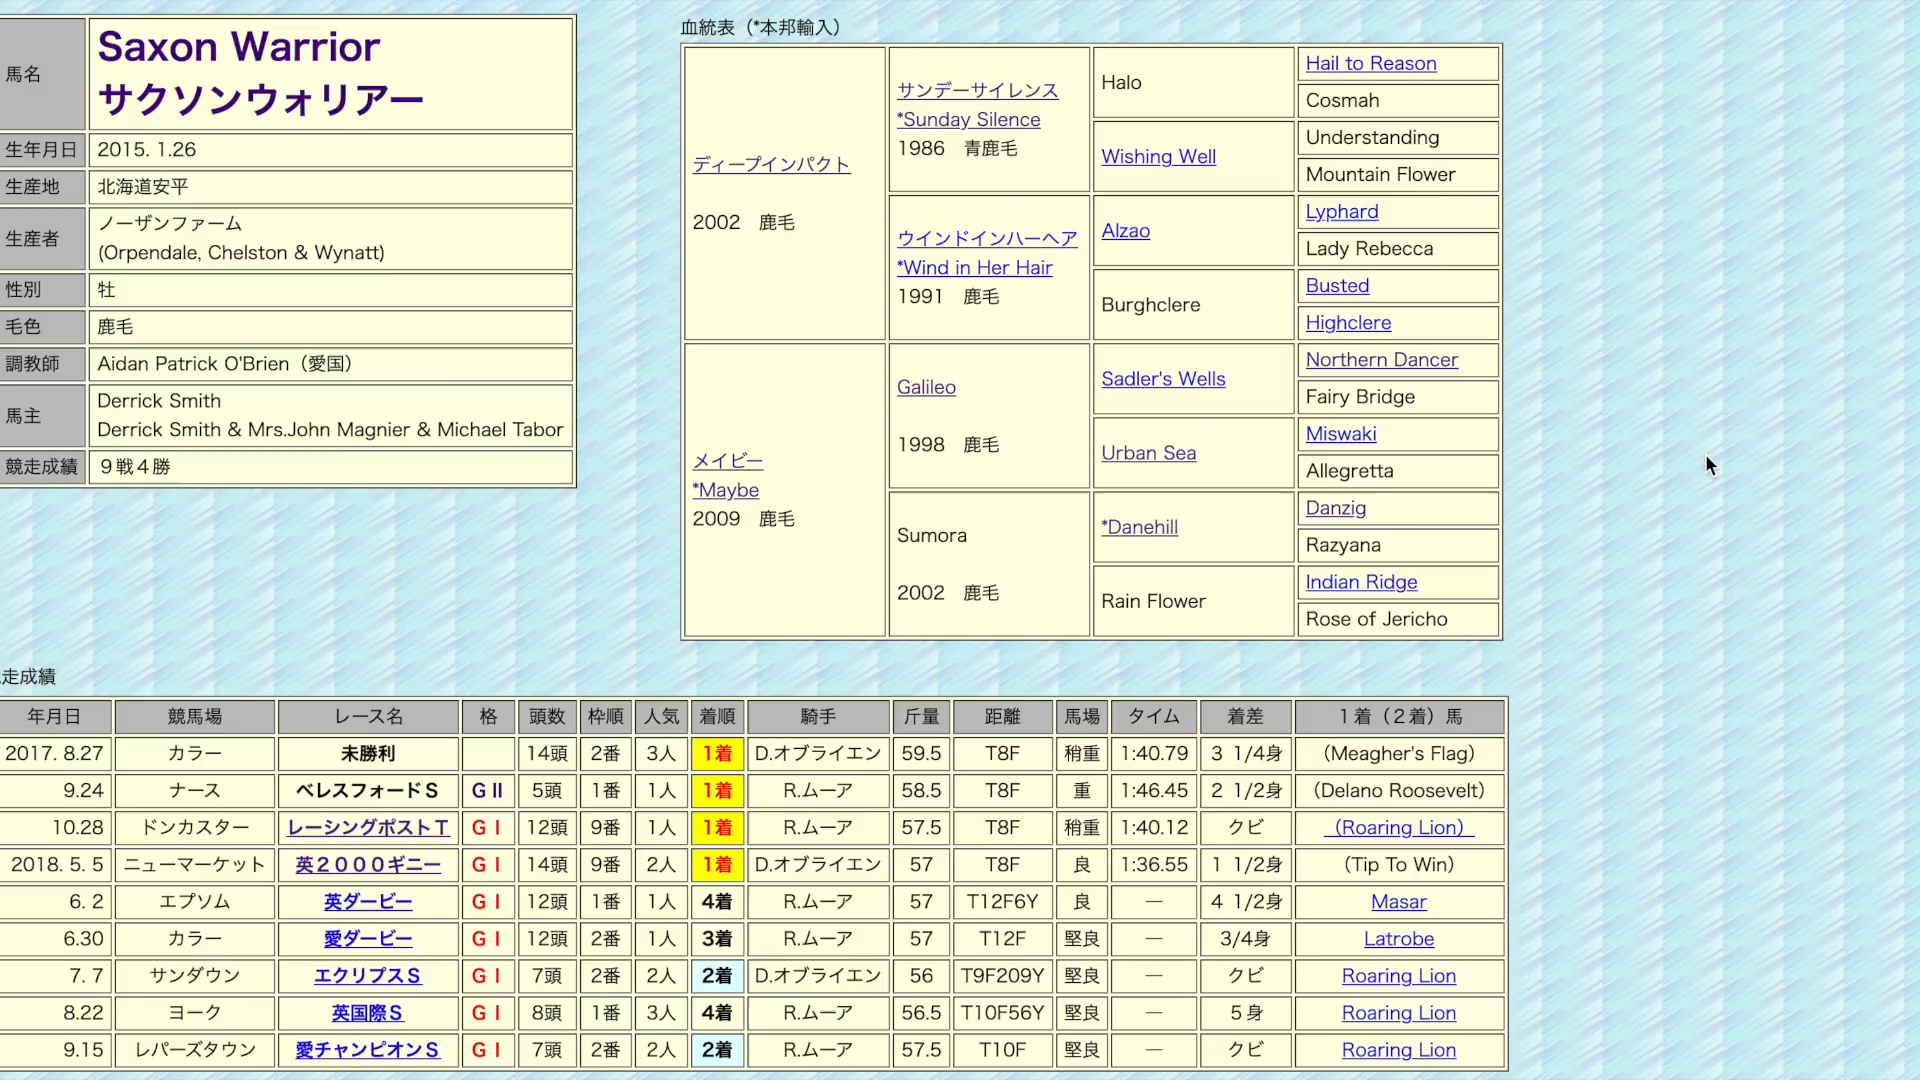 馬名 Saxon Warrior
サクソンウォリアー
生年月日 2015. 1.26
生産地 北海道安平
生産者 ノーザンファーム
(Orpendale, Chelston & Wynatt)
性別 牡
毛色 鹿毛
調教師 Aidan Patrick O'Brien（愛国）
馬主 Derrick Smith
Derrick Smith & Mrs.John Magnier & Michael Tabor
競走成績 ９戦４勝
血統表（*本邦輸入）
ディープインパクト
2002 鹿毛
サンデーサイレンス
*Sunday Silence
1986 青鹿毛
Halo
Hail to Reason
Cosmah
Wishing Well
Understanding
Mountain Flower
ウインドインハーヘア
*Wind in Her Hair
1991 鹿毛
Alzao
Lyphard
Lady Rebecca
Burghclere
Busted
Highclere
メイビー
*Maybe
2009 鹿毛
Galileo
1998 鹿毛
Sadler's Wells
Northern Dancer
Fairy Bridge
Urban Sea
Miswaki
Allegretta
Sumora
2002 鹿毛
*Danehill
Danzig
Razyana
Rain Flower
Indian Ridge
Rose of Jericho
走成績
年月日 競馬場 レース名 格 頭数 枠順 人気 着順 騎手 斤量 距離 馬場 タイム 着差 １着（２着）馬
2017. 8.27 カラー 未勝利 14頭 2番 3人 1着 D.オブライエン 59.5 T8F 稍重 1:40.79 3 1/4身 （Meagher's Flag)
9.24 ナース ベレスフォードＳ GⅡ 5頭 1番 1人 1着 R.ムーア 58.5 T8F 重 1:46.45 2 1/2身 （Delano Roosevelt）
10.28 ドンカスター レーシングポストＴ GⅠ 12頭 9番 1人 1着 R.ムーア 57.5 T8F 稍重 1:40.12 クビ （Roaring Lion）
2018. 5. 5 ニューマーケット 英２０００ギニー GⅠ 14頭 9番 2人 1着 D.オブライエン 57 T8F 良 1:36.55 1 1/2身 （Tip To Win）
6. 2 エプソム 英ダービー GⅠ 12頭 1番 1人 4着 R.ムーア 57 T12F6Y 良 ― 4 1/2身 Masar
6.30 カラー 愛ダービー GⅠ 12頭 2番 1人 3着 R.ムーア 57 T12F 堅良 ― 3/4身 Latrobe
7. 7 サンダウン エクリプスＳ GⅠ 7頭 2番 2人 2着 D.オブライエン 56 T9F209Y 堅良 ― クビ Roaring Lion
8.22 ヨーク 英国際Ｓ GⅠ 8頭 1番 3人 4着 R.ムーア 56.5 T10F56Y 堅良 ― ５身 Roaring Lion
9.15 レパーズタウン 愛チャンピオンＳ GⅠ 7頭 2番 2人 2着 R.ムーア 57.5 T10F 堅良 ― クビ Roaring Lion